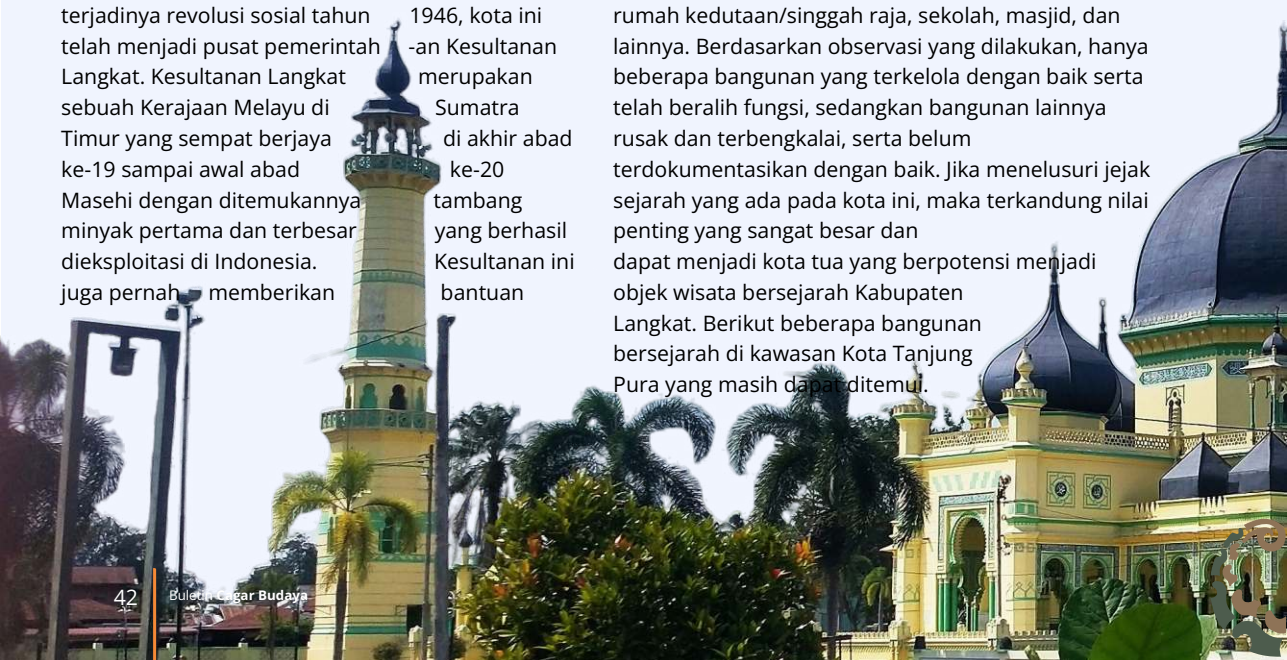 terjadinya revolusi sosial tahun 1946, kota ini
telah menjadi pusat pemerintah -an Kesultanan
Langkat. Kesultanan Langkat merupakan
sebuah Kerajaan Melayu di Sumatra
Timur yang sempat berjaya di akhir abad
ke-19 sampai awal abad ke-20
Masehi dengan ditemukannya tambang
minyak pertama dan terbesar yang berhasil
dieksploitasi di Indonesia. Kesultanan ini
juga pernah memberikan bantuan
rumah kedutaan/singgah raja, sekolah, masjid, dan
lainnya. Berdasarkan observasi yang dilakukan, hanya
beberapa bangunan yang terkelola dengan baik serta
telah beralih fungsi, sedangkan bangunan lainnya
rusak dan terbengkalai, serta belum
terdokumentasikan dengan baik. Jika menelusuri jejak
sejarah yang ada pada kota ini, maka terkandung nilai
penting yang sangat besar dan
dapat menjadi kota tua yang berpotensi menjadi
objek wisata bersejarah Kabupaten
Langkat. Berikut beberapa bangunan
bersejarah di kawasan Kota Tanjung
Pura yang masih dapat ditemui.
42 Buletin Cagar Budaya